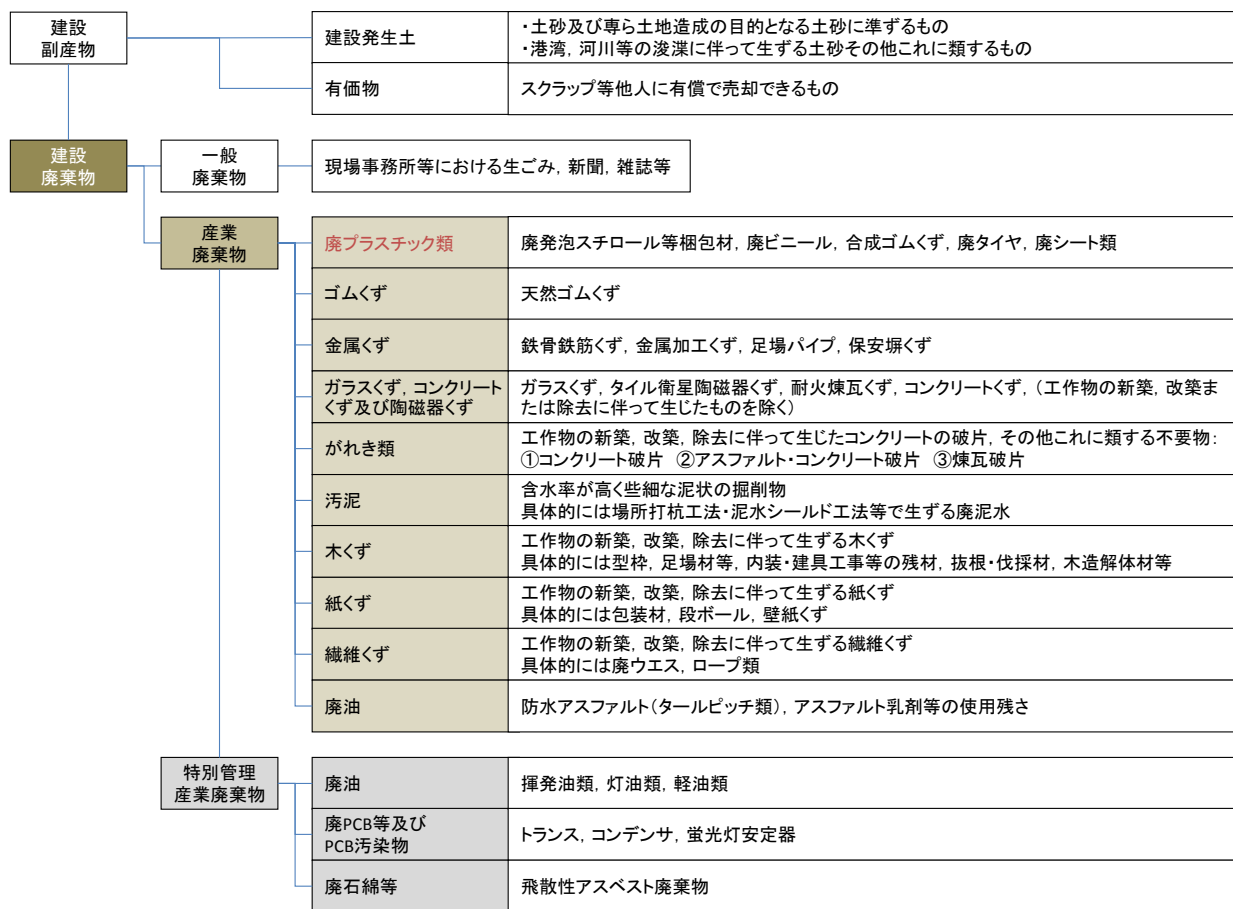 建設
副産物
建設発生土
・土砂及び専ら土地造成の目的となる土砂に準ずるもの
・港湾，河川等の浚渫に伴って生ずる土砂その他これに類するもの
有価物
スクラップ等他人に有償で売却できるもの
建設
廃棄物
一般
廃棄物
現場事務所等における生ごみ，新聞，雑誌等
産業
廃棄物
廃プラスチック類
廃発泡スチロール等梱包材，廃ビニール，合成ゴムくず，廃タイヤ，廃シート類
ゴムくず
天然ゴムくず
金属くず
鉄骨鉄筋くず，金属加工くず，足場パイプ，保安塀くず
ガラスくず，コンクリート
くず及び陶磁器くず
ガラスくず，タイル衛星陶磁器くず，耐火煉瓦くず，コンクリートくず，（工作物の新築，改築ま
たは除去に伴って生じたものを除く）
がれき類
工作物の新築，改築，除去に伴って生じたコンクリートの破片，その他これに類する不要物：
①コンクリート破片　②アスファルト・コンクリート破片　③煉瓦破片
汚泥
含水率が高く些細な泥状の掘削物
具体的には場所打杭工法・泥水シールド工法等で生ずる廃泥水
木くず
工作物の新築，改築，除去に伴って生ずる木くず
具体的には型枠，足場材等，内装・建具工事等の残材，抜根・伐採材，木造解体材等
紙くず
工作物の新築，改築，除去に伴って生ずる紙くず
具体的には包装材，段ボール，壁紙くず
繊維くず
工作物の新築，改築，除去に伴って生ずる繊維くず
具体的には廃ウエス，ロープ類
廃油
防水アスファルト（タールピッチ類），アスファルト乳剤等の使用残さ
特別管理
産業廃棄物
廃油
揮発油類，灯油類，軽油類
廃PCB等及び
PCB汚染物
トランス，コンデンサ，蛍光灯安定器
廃石綿等
飛散性アスベスト廃棄物